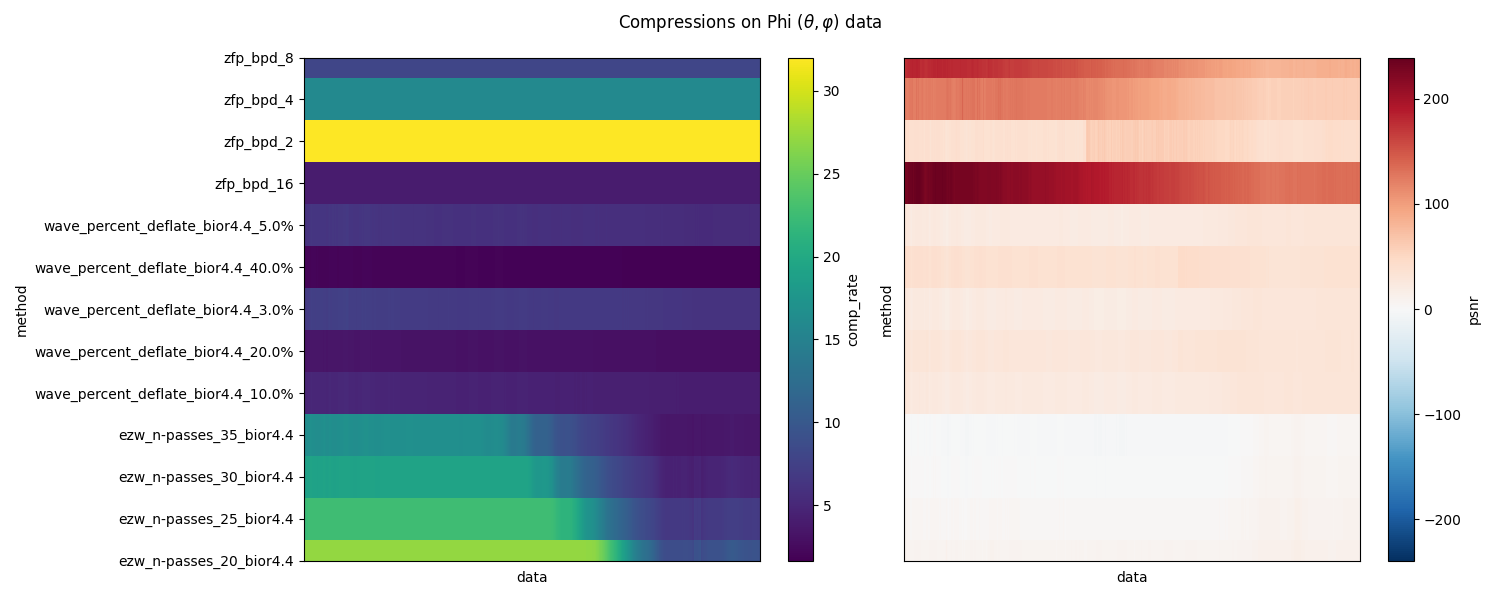 Compressions on Phi (θ, φ) data
zfp_bpd_8
zfp_bpd_4
zfp_bpd_2
zfp_bpd_16
wave_percent_deflate_bior4.4_5.0%
wave_percent_deflate_bior4.4_40.0%
wave_percent_deflate_bior4.4_3.0%
wave_percent_deflate_bior4.4_20.0%
wave_percent_deflate_bior4.4_10.0%
ezw_n-passes_35_bior4.4
ezw_n-passes_30_bior4.4
ezw_n-passes_25_bior4.4
ezw_n-passes_20_bior4.4
method
data
30
25
20
15
10
5
comp_rate
method
data
200
100
0
−100
−200
psnr